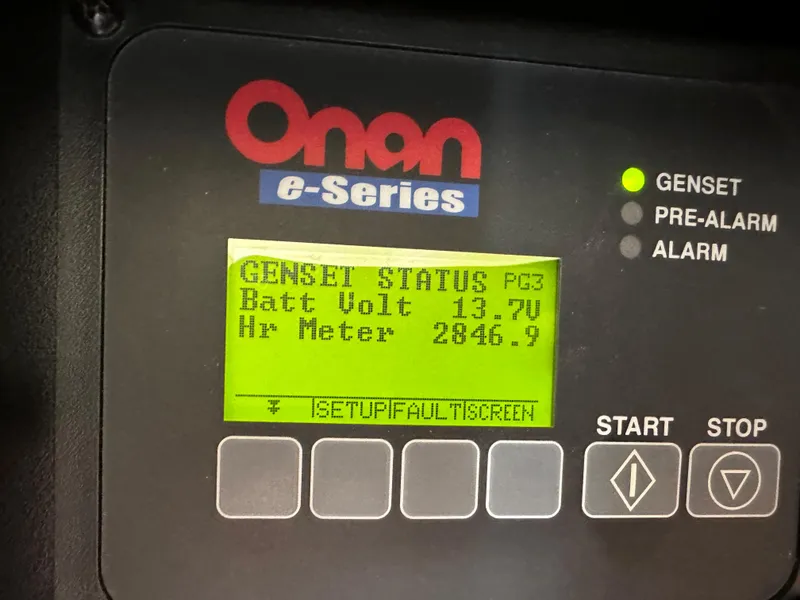 Onan
e-Series
GENSET
PRE-ALARM
ALARM
GENSET STATUS PG3
Batt Volt 13.7V
Hr Meter 2846.9
SETUP FAULT SCREEN
START STOP